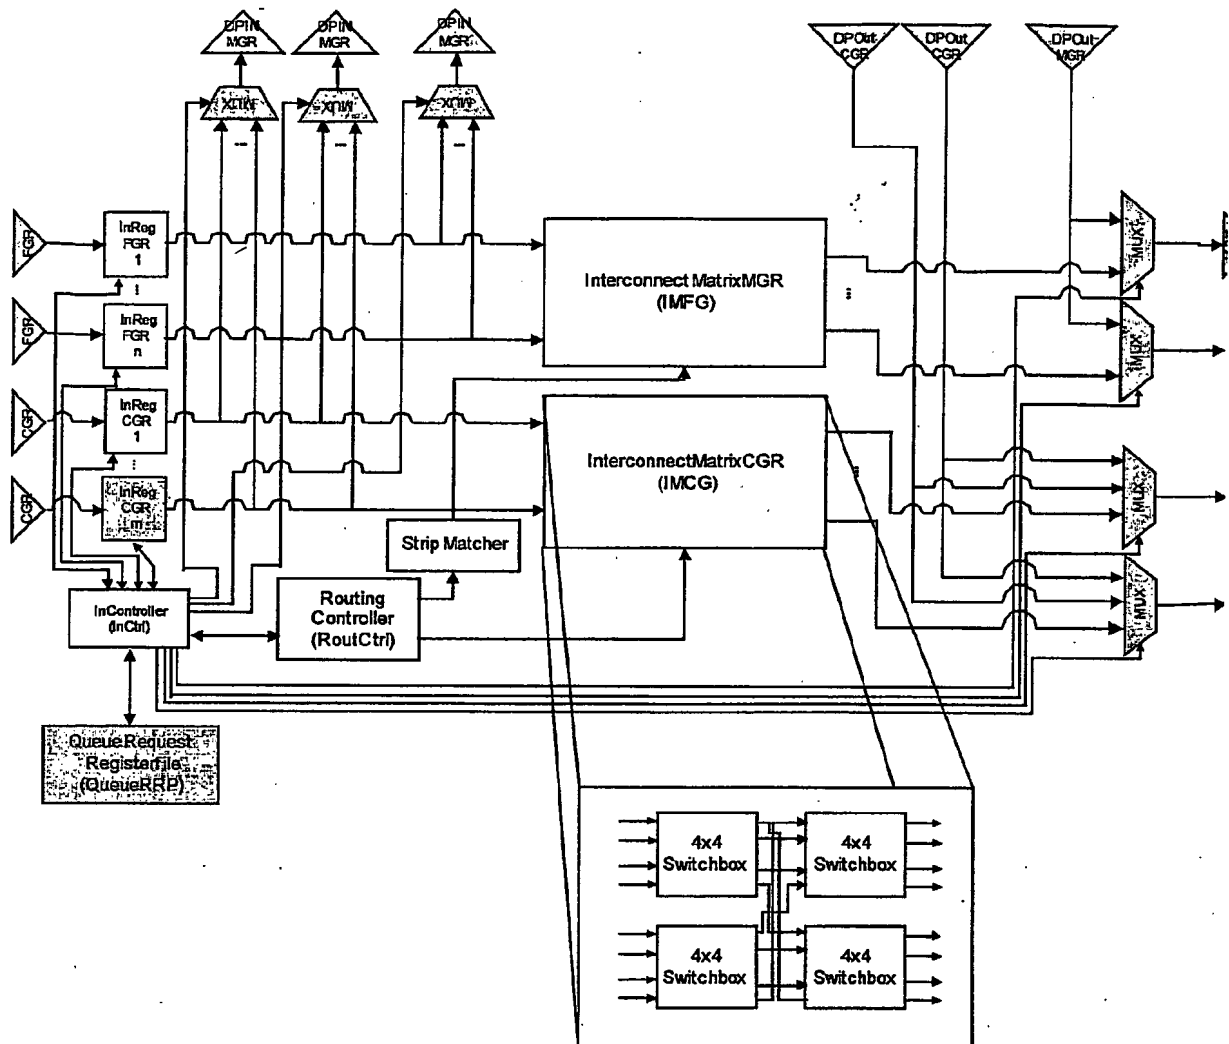 DPIN
MGR
DPIN
MGR
DPIN
MGR
DPOut-
CGR
DPOut
CGR
DPOut-
MGR
MUX
MUX
MUX
FGR
InReg
FGR
1
...
FGR
InReg
FGR
n
CGR
InReg
CGR
1
...
CGR
InReg
CGR
m
Interconnect MatrixMGR
(IMFG)
...
InterconnectMatrixCGR
(IMCG)
...
MUX
MUX
MUX
MUX
Strip Matcher
Routing
Controller
(RoutCtrl)
InController
(InCtrl)
Queue Request
Registerfile
(QueueRRP)
4x4
Switchbox
4x4
Switchbox
4x4
Switchbox
4x4
Switchbox